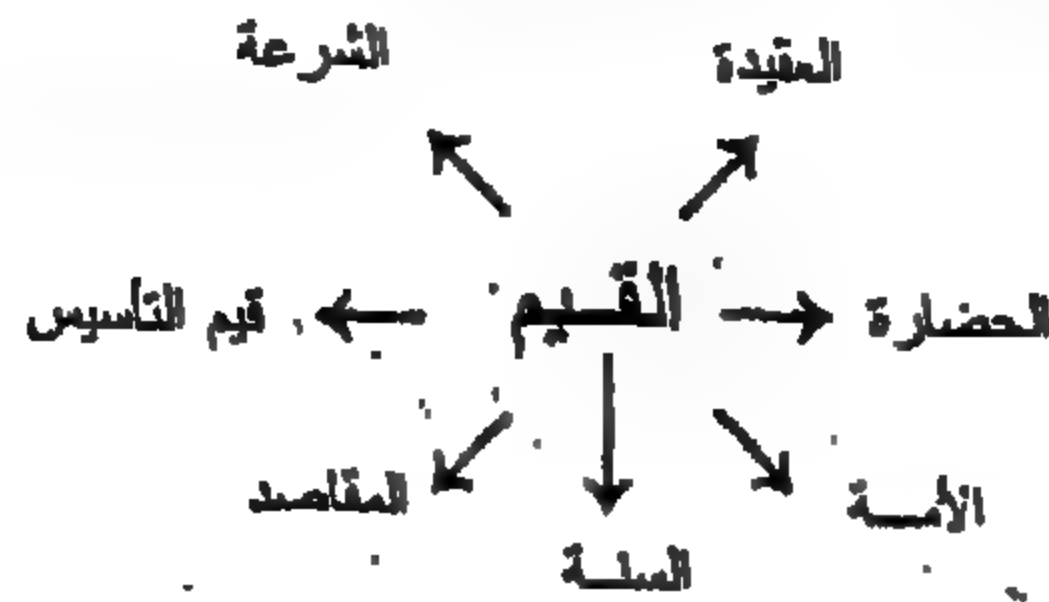 العقيدة
الشرعة
الحضارة
القيم
قيم التأسيس
الأمة
المقاصد
السنة